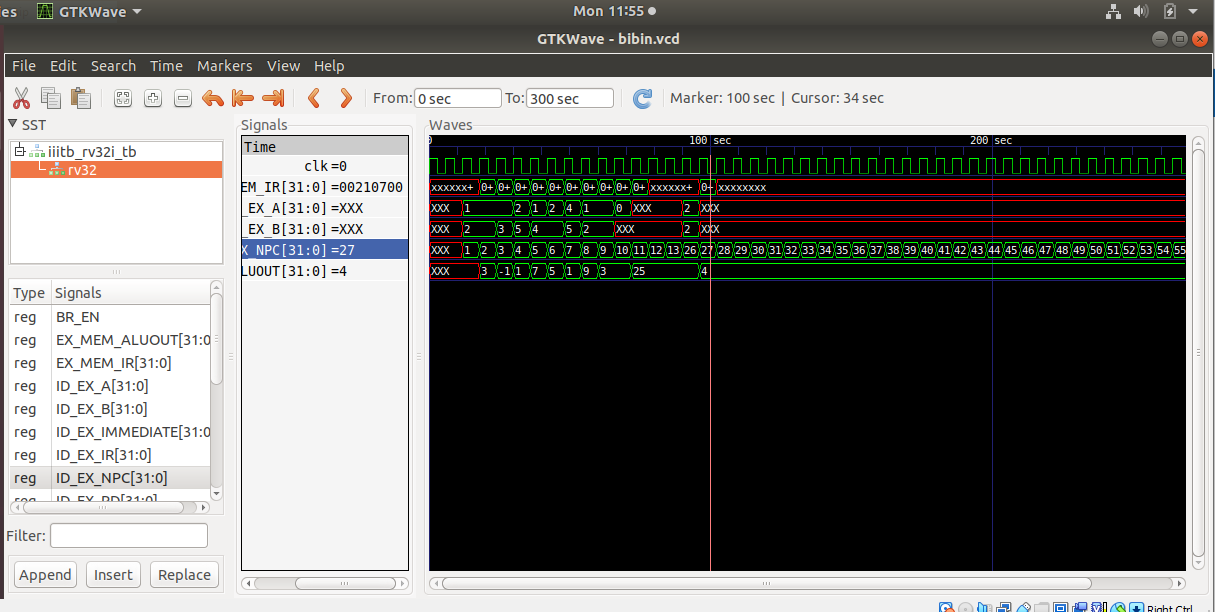 es GTKWave Mon 11:55
GTKWave - bibin.vcd
File Edit Search Time Markers View Help
From: 0 sec To: 300 sec Marker: 100 sec | Cursor: 34 sec
SST
iiitb_rv32i_tb
rv32
Type Signals
reg BR_EN
reg EX_MEM_ALUOUT[31:0
reg EX_MEM_IR[31:0]
reg ID_EX_A[31:0]
reg ID_EX_B[31:0]
reg ID_EX_IMMEDIATE[31:0
reg ID_EX_IR[31:0]
reg ID_EX_NPC[31:0]
reg ID_EX_RD[31:0]
Filter:
Append Insert Replace
Signals
Time
clk =0
EM_IR[31:0] =00210700
_EX_A[31:0] =XXX
_EX_B[31:0] =XXX
X_NPC[31:0] =27
LUOUT[31:0] =4
Waves
0 100 sec 200 sec
xxxxxx+ 0+ 0+ 0+ 0+ 0+ 0+ 0+ 0+ 0+ 0+ xxxxxx+ 0+ xxxxxxxx
XXX 1 2 1 2 4 1 0 XXX 2 XXX
XXX 2 3 5 4 5 2 XXX 2 XXX
XXX 1 2 3 4 5 6 7 8 9 10 11 12 13 26 27 28 29 30 31 32 33 34 35 36 37 38 39 40 41 42 43 44 45 46 47 48 49 50 51 52 53 54 55
XXX 3 -1 1 7 5 1 9 3 25 4
Right Ctrl